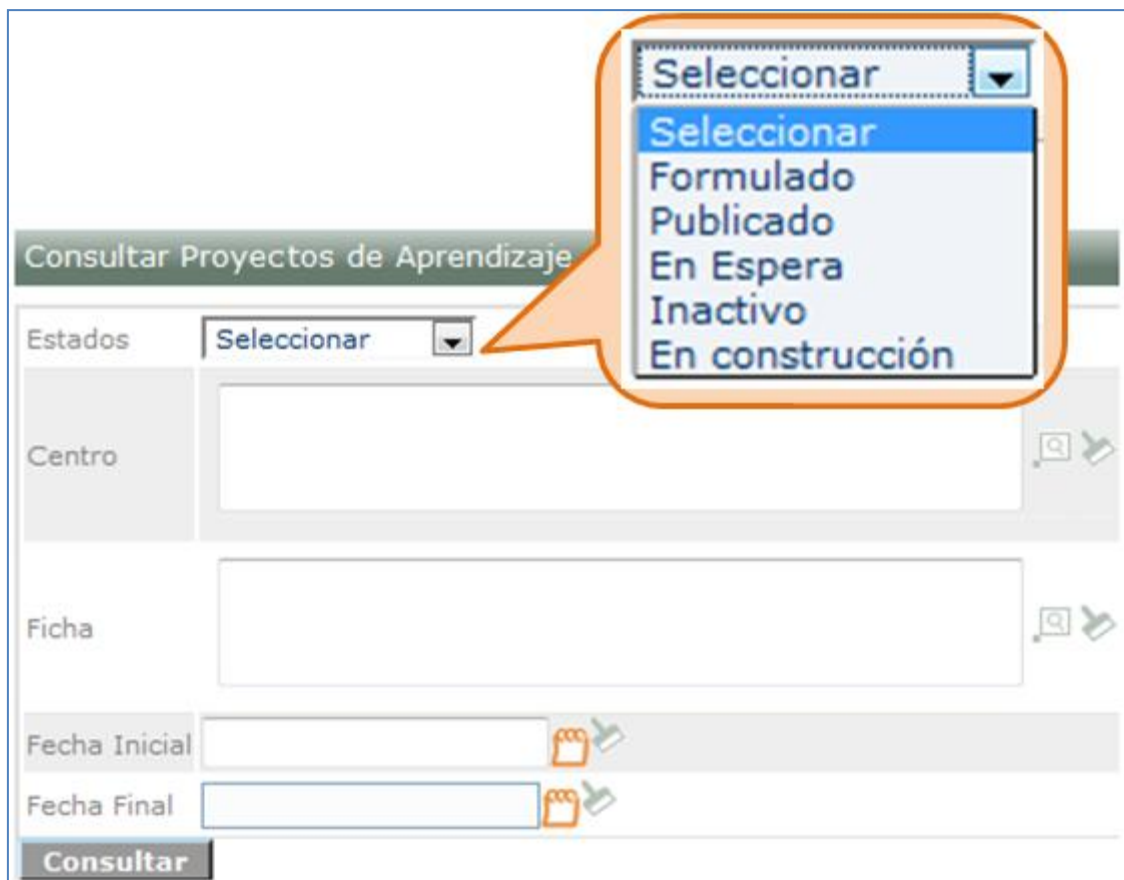 Seleccionar
Seleccionar
Formulado
Publicado
En Espera
Inactivo
En construcción
Consultar Proyectos de Aprendizaje
Estados Seleccionar
Centro
Ficha
Fecha Inicial
Fecha Final
Consultar